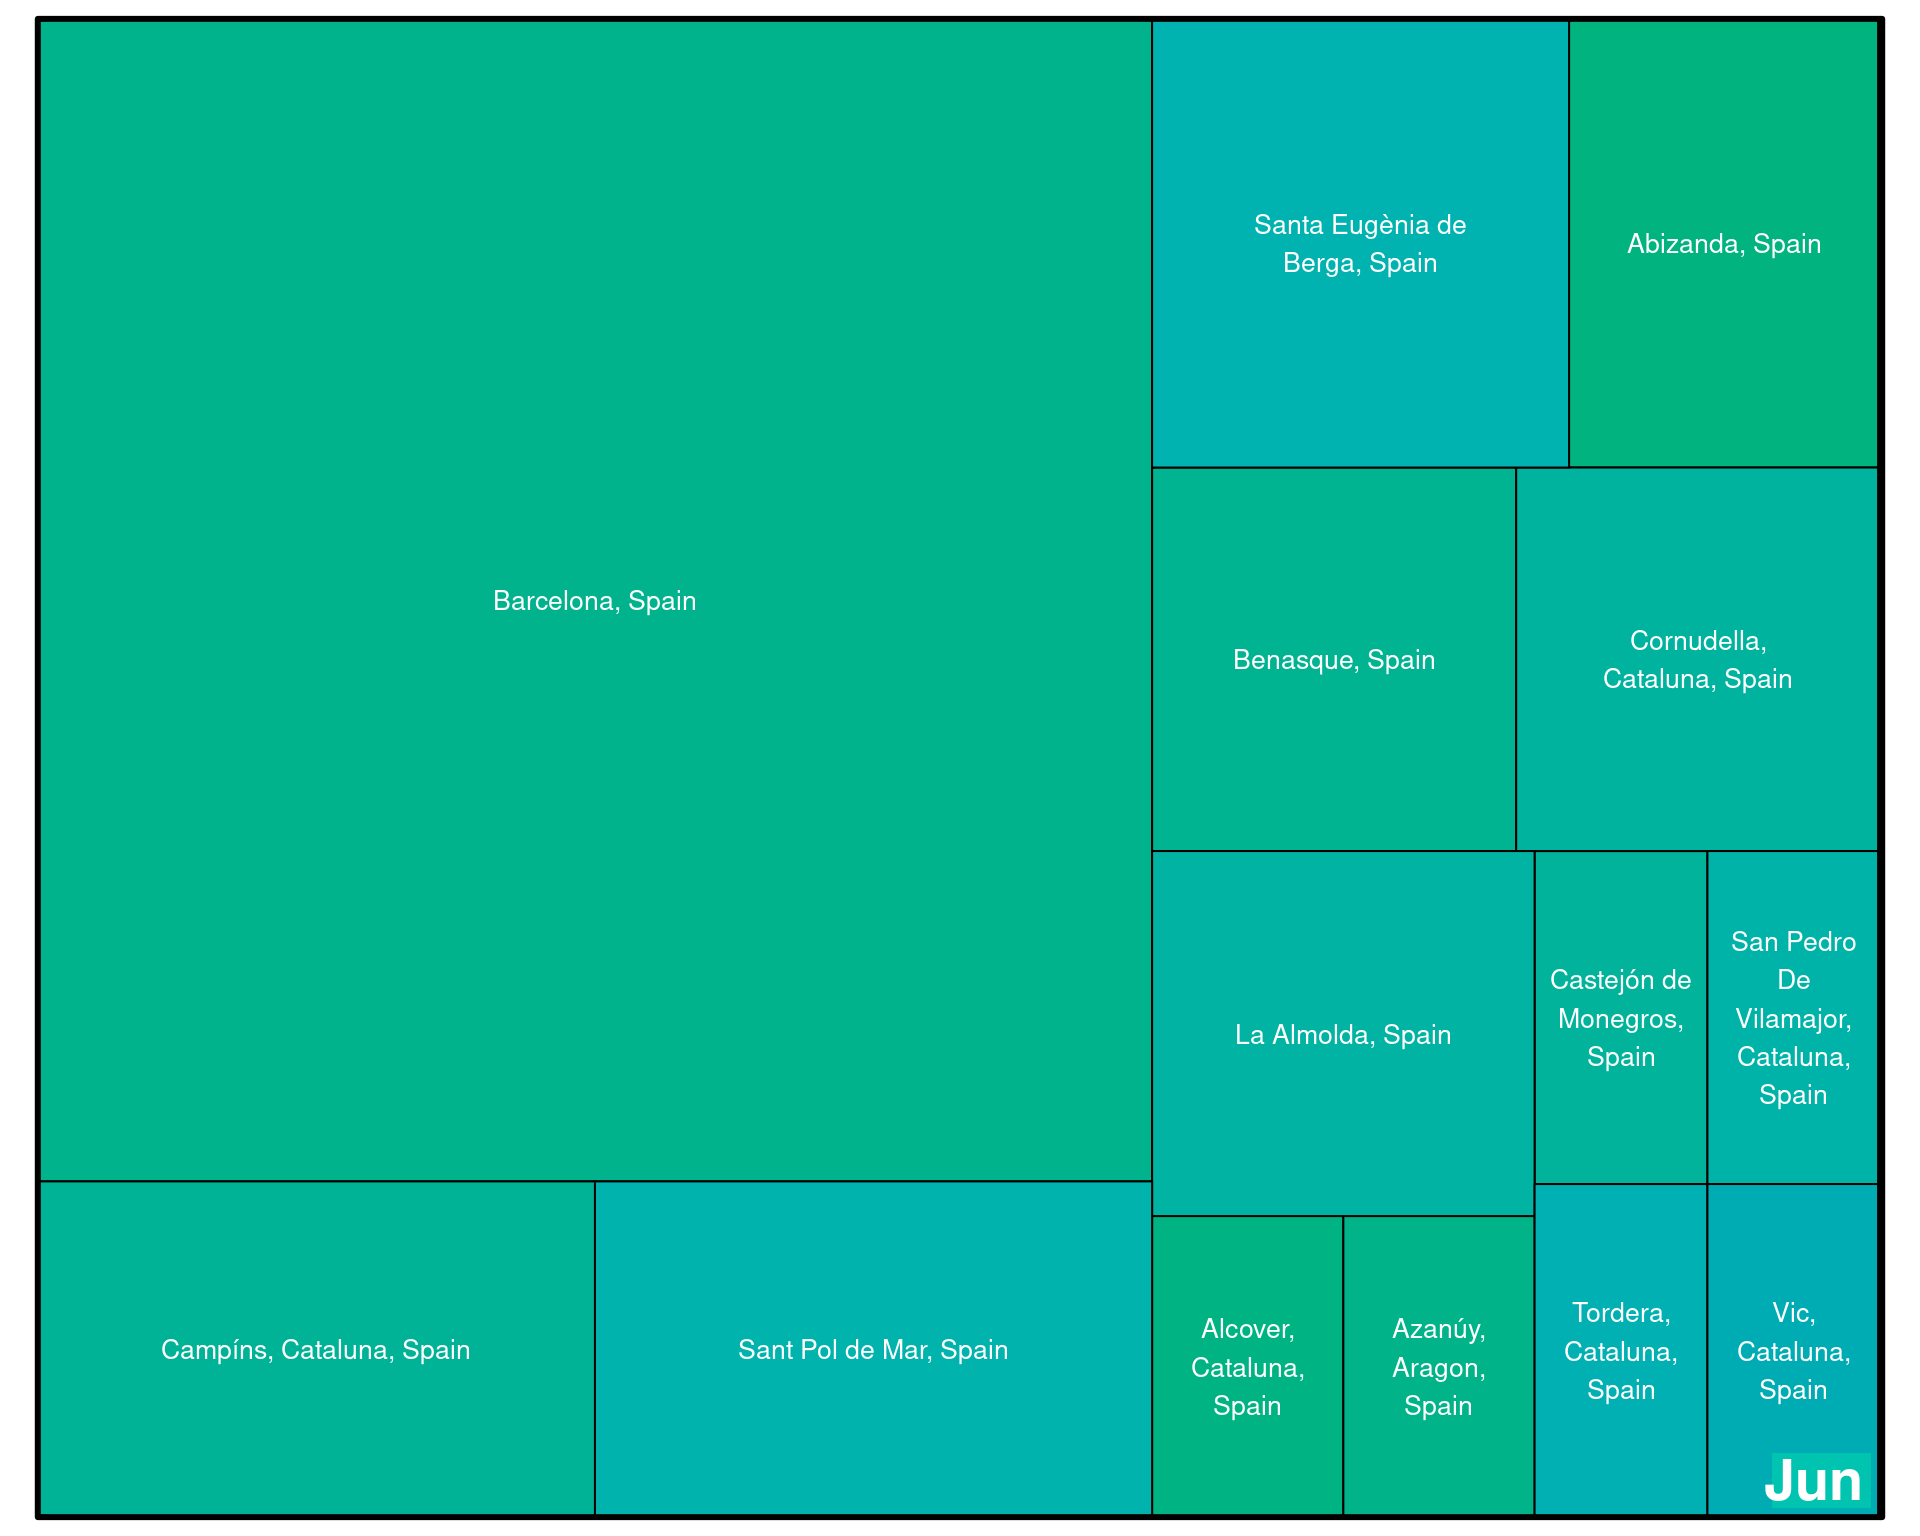 Barcelona, Spain
Santa Eugènia de
Berga, Spain
Abizanda, Spain
Benasque, Spain
Cornudella,
Cataluna, Spain
La Almolda, Spain
Castejón de
Monegros,
Spain
San Pedro
De
Vilamajor,
Cataluna,
Spain
Campíns, Cataluna, Spain
Sant Pol de Mar, Spain
Alcover,
Cataluna,
Spain
Azanúy,
Aragon,
Spain
Tordera,
Cataluna,
Spain
Vic,
Cataluna,
Spain
Jun